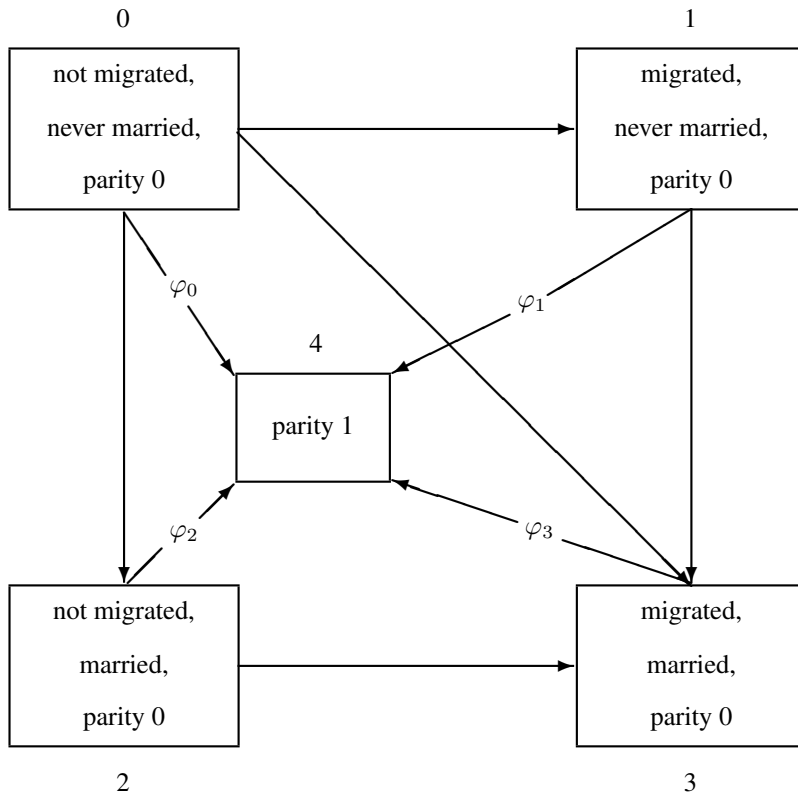 0
not migrated,
never married,
parity 0
1
migrated,
never married,
parity 0
φ0
φ1
4
parity 1
φ2
φ3
not migrated,
married,
parity 0
2
migrated,
married,
parity 0
3